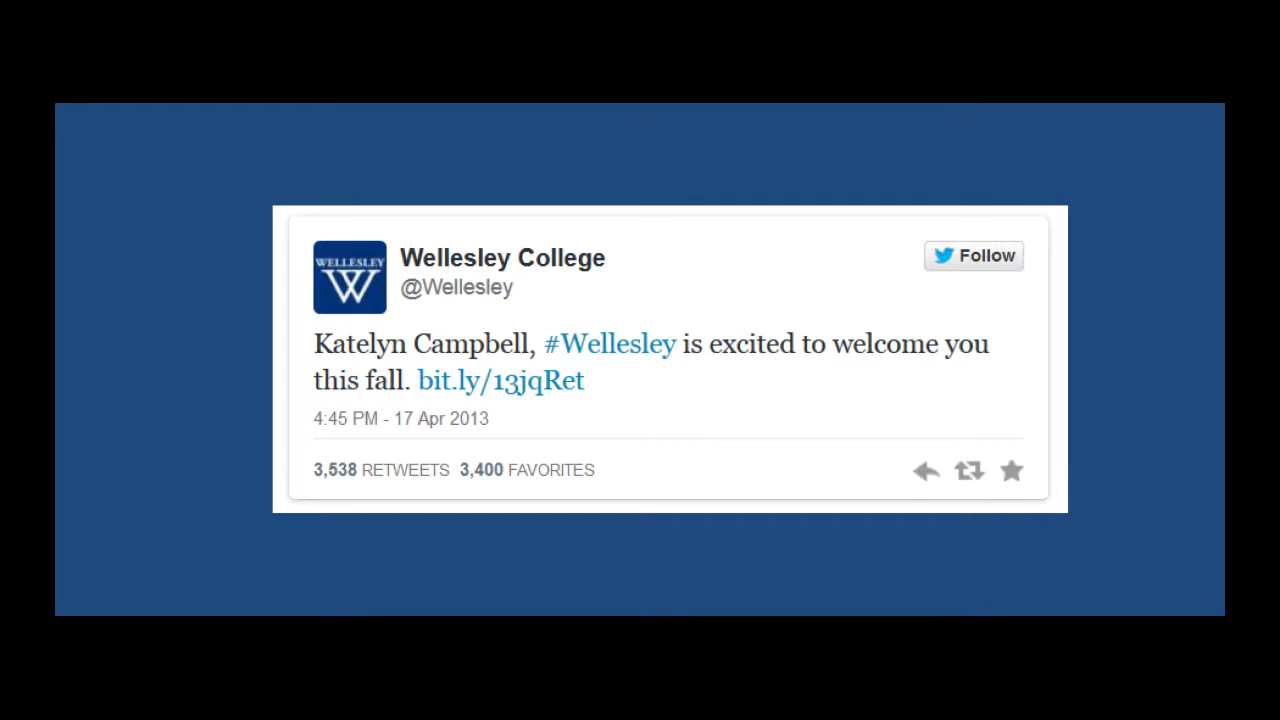 WELLESLEY
W
Wellesley College
@Wellesley
Follow
Katelyn Campbell, #Wellesley is excited to welcome you
this fall. bit.ly/13jqRet
4:45 PM - 17 Apr 2013
3,538 RETWEETS 3,400 FAVORITES